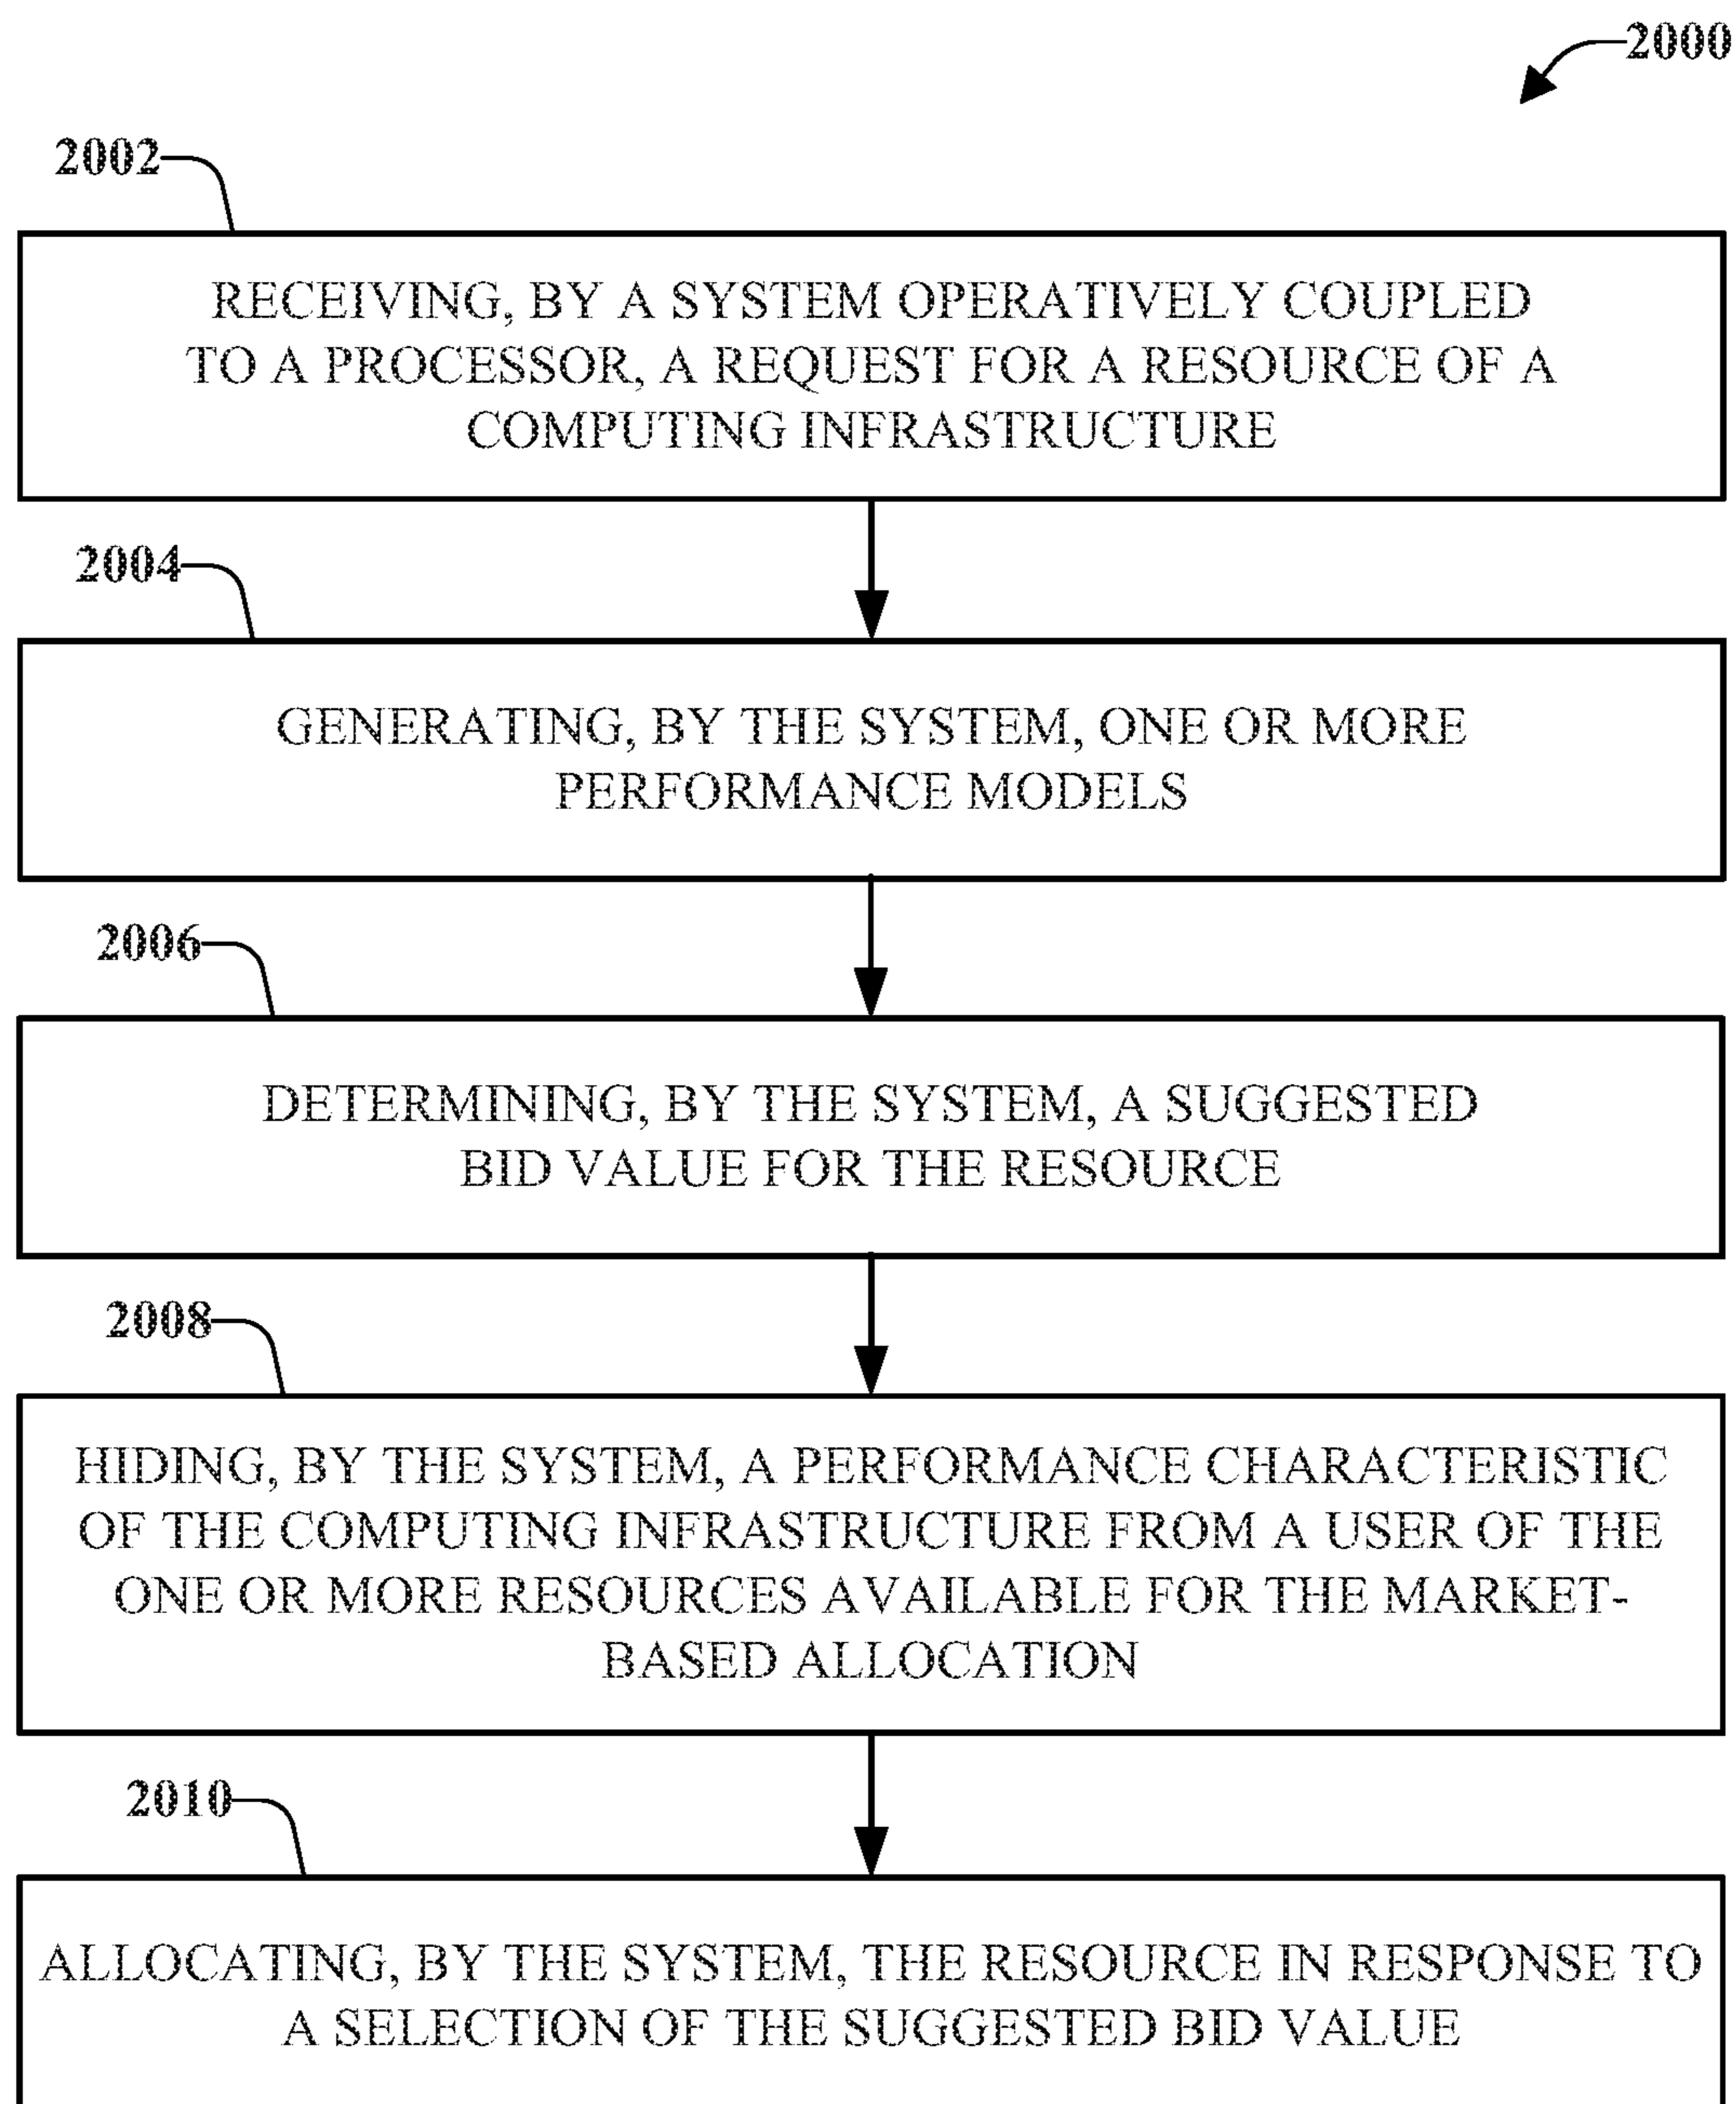 2000
2002
RECEIVING, BY A SYSTEM OPERATIVELY COUPLED
TO A PROCESSOR, A REQUEST FOR A RESOURCE OF A
COMPUTING INFRASTRUCTURE
2004
GENERATING, BY THE SYSTEM, ONE OR MORE
PERFORMANCE MODELS
2006
DETERMINING, BY THE SYSTEM, A SUGGESTED
BID VALUE FOR THE RESOURCE
2008
HIDING, BY THE SYSTEM, A PERFORMANCE CHARACTERISTIC
OF THE COMPUTING INFRASTRUCTURE FROM A USER OF THE
ONE OR MORE RESOURCES AVAILABLE FOR THE MARKET-
BASED ALLOCATION
2010
ALLOCATING, BY THE SYSTEM, THE RESOURCE IN RESPONSE TO
A SELECTION OF THE SUGGESTED BID VALUE